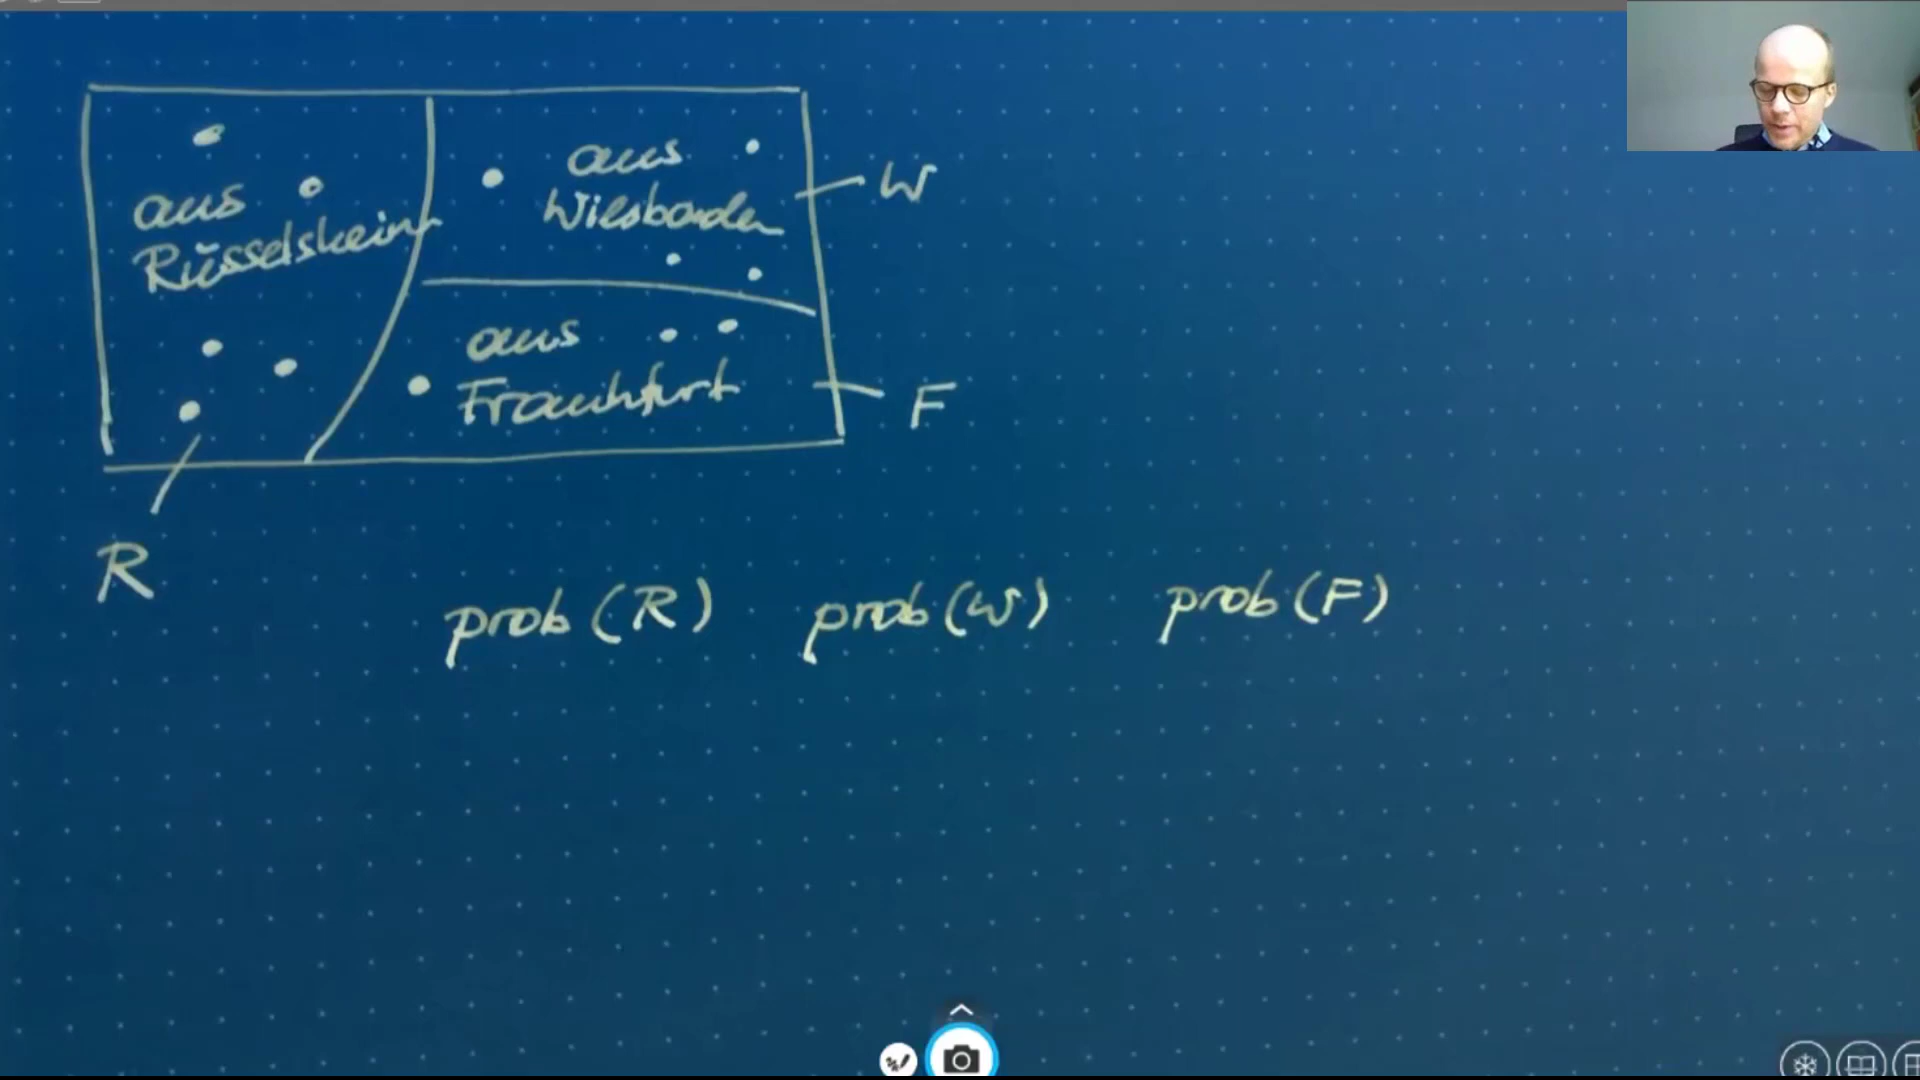 aus
Rüsselsheim
aus
Wiesbaden
W
aus
Frankfurt
F
R
prob (R) prob (W) prob (F)